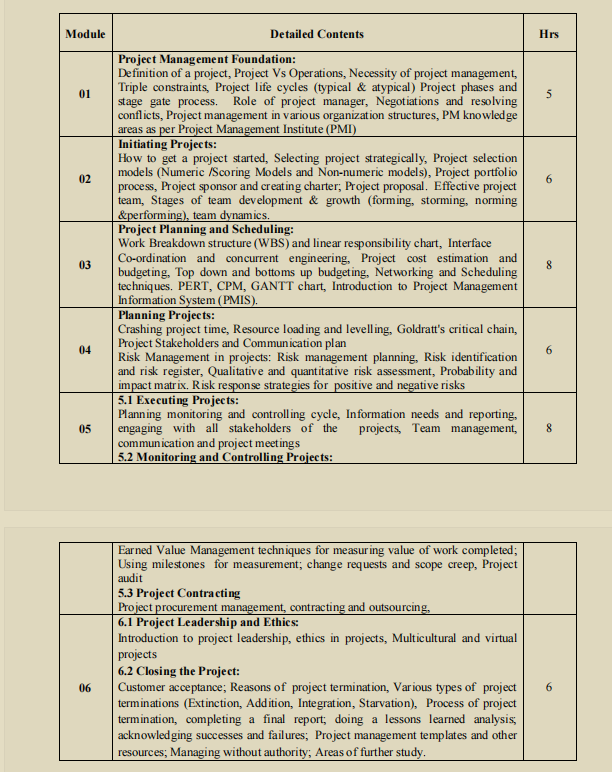 Module Detailed Contents Hrs
Project Management Foundation:
Definition of a project, Project Vs Operations, Necessity of project management,
Triple constraints, Project life cycles (typical & atypical) Project phases and
01 stage gate process. Role of project manager, Negotiations and resolving 5
conflicts, Project management in various organization structures, PM knowledge
areas as per Project Management Institute (PMI)
Initiating Projects:
How to get a project started, Selecting project strategically, Project selection
models (Numeric /Scoring Models and Non-numeric models), Project portfolio
02 process, Project sponsor and creating charter; Project proposal. Effective project 6
team, Stages of team development & growth (forming, storming, norming
&performing), team dynamics.
Project Planning and Scheduling:
Work Breakdown structure (WBS) and linear responsibility chart, Interface
Co-ordination and concurrent engineering, Project cost estimation and
03 budgeting, Top down and bottoms up budgeting, Networking and Scheduling 8
techniques. PERT, CPM, GANTT chart, Introduction to Project Management
Information System (PMIS).
Planning Projects:
Crashing project time, Resource loading and levelling, Goldratt's critical chain,
Project Stakeholders and Communication plan
04 Risk Management in projects: Risk management planning, Risk identification 6
and risk register, Qualitative and quantitative risk assessment, Probability and
impact matrix. Risk response strategies for positive and negative risks
5.1 Executing Projects:
Planning monitoring and controlling cycle, Information needs and reporting,
05 engaging with all stakeholders of the projects, Team management, 8
communication and project meetings
5.2 Monitoring and Controlling Projects:
Earned Value Management techniques for measuring value of work completed;
Using milestones for measurement; change requests and scope creep, Project
audit
5.3 Project Contracting
Project procurement management, contracting and outsourcing,
6.1 Project Leadership and Ethics:
Introduction to project leadership, ethics in projects, Multicultural and virtual
projects
6.2 Closing the Project:
06 Customer acceptance; Reasons of project termination, Various types of project 6
terminations (Extinction, Addition, Integration, Starvation), Process of project
termination, completing a final report; doing a lessons learned analysis;
acknowledging successes and failures; Project management templates and other
resources; Managing without authority; Areas of further study.